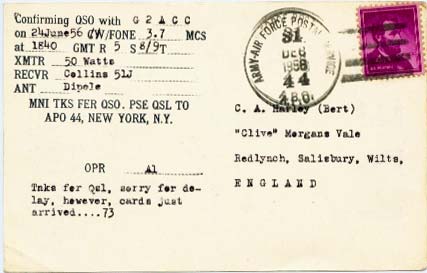 Confirming QSO with G2ACC
on 24June56 CW/FONE 3.7 MCS
at 1840 GMT R 5 S 8/9T
XMTR 50 Watts
RECVR Collins 51J
ANT Dipole
MNI TKS FER QSO. PSE QSL TO
APO 44, NEW YORK, N.Y.
OPR Al
Tnks for Qsl, sorry for de-
lay, however, cards just
arrived....73
ARMY-AIR FORCE POSTAL SERVICE
31
DEC
1956
44
A.P.O.
C. A. Harley (Bert)
"Clive" Morgans Vale
Redlynch, Salisbury, Wilts,
ENGLAND